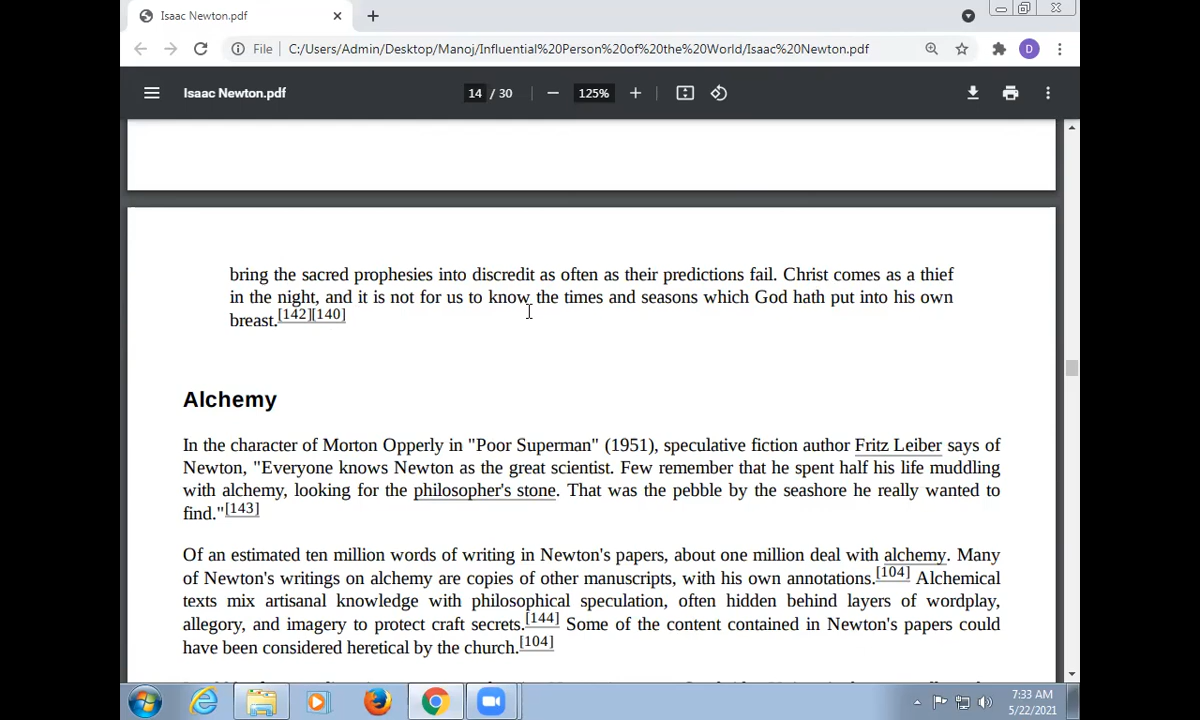 Isaac Newton.pdf
File
C:/Users/Admin/Desktop/Manoj/Influential%20Person%20of%20the%20World/Isaac%20Newton.pdf
D
Isaac Newton.pdf
14 / 30
125%
bring the sacred prophesies into discredit as often as their predictions fail. Christ comes as a thief
in the night, and it is not for us to know the times and seasons which God hath put into his own
breast.[142][140]
Alchemy
In the character of Morton Opperly in "Poor Superman" (1951), speculative fiction author Fritz Leiber says of
Newton, "Everyone knows Newton as the great scientist. Few remember that he spent half his life muddling
with alchemy, looking for the philosopher's stone. That was the pebble by the seashore he really wanted to
find."[143]
Of an estimated ten million words of writing in Newton's papers, about one million deal with alchemy. Many
of Newton's writings on alchemy are copies of other manuscripts, with his own annotations.[104] Alchemical
texts mix artisanal knowledge with philosophical speculation, often hidden behind layers of wordplay,
allegory, and imagery to protect craft secrets.[144] Some of the content contained in Newton's papers could
have been considered heretical by the church.[104]
7:33 AM
5/22/2021